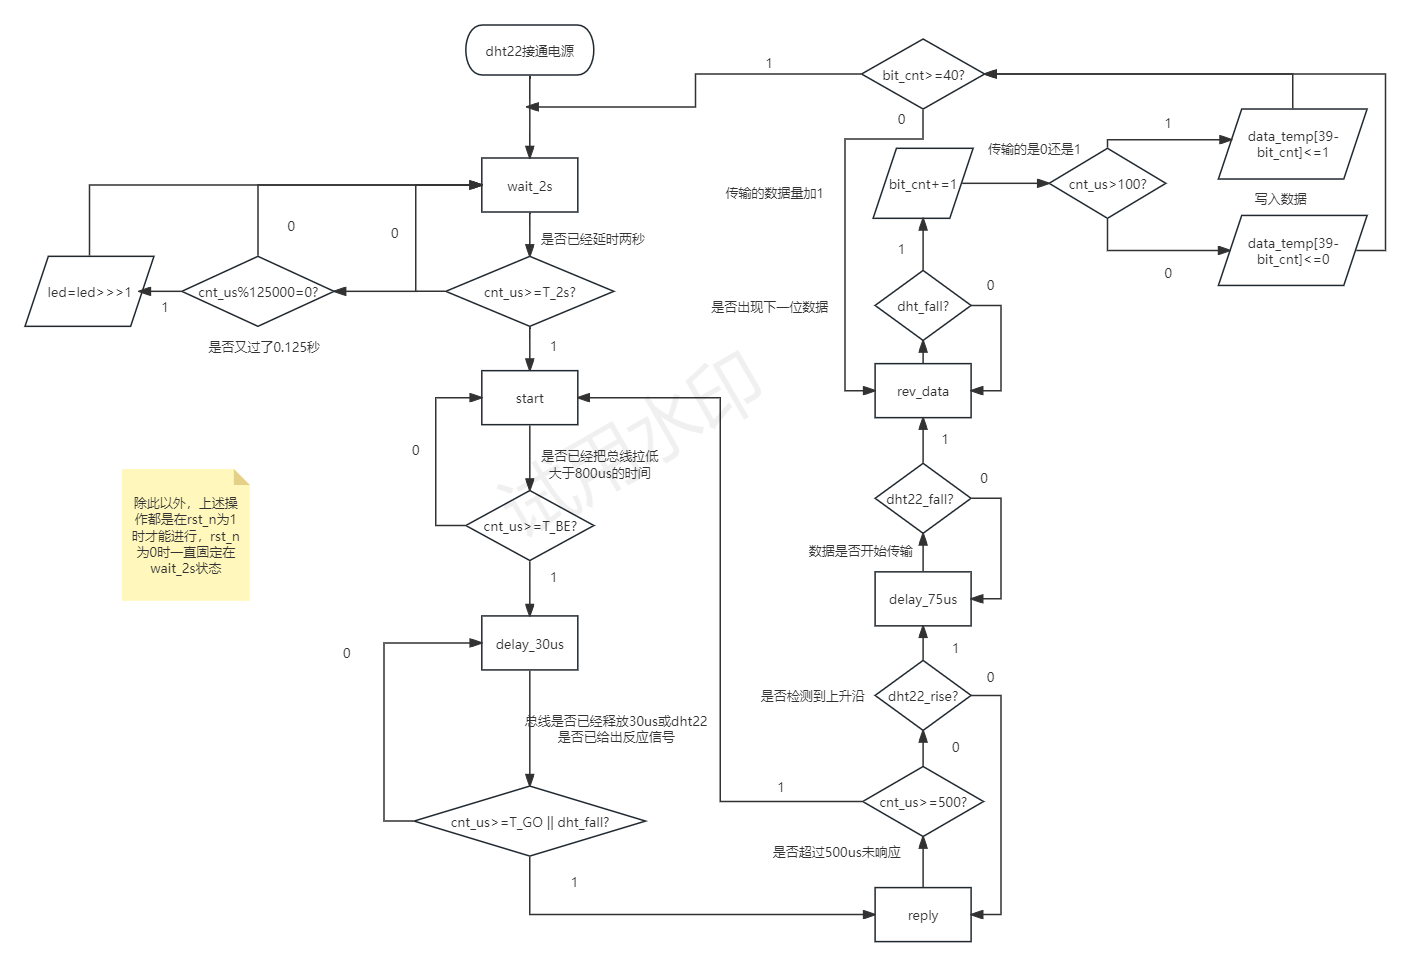 dht22接通电源
wait_2s
是否已经延时两秒
cnt_us>=T_2s?
0
0
cnt_us%125000=0?
1
led=led>>>1
是否又过了0.125秒
1
start
0
是否已经把总线拉低
大于800us的时间
cnt_us>=T_BE?
1
delay_30us
0
总线是否已经释放30us或dht22
是否已给出反应信号
cnt_us>=T_GO || dht_fall?
1
reply
是否超过500us未响应
cnt_us>=500?
1
0
是否检测到上升沿
dht22_rise?
0
1
delay_75us
数据是否开始传输
dht22_fall?
0
1
rev_data
是否出现下一位数据
dht_fall?
0
1
传输的数据量加1
bit_cnt+=1
传输的是0还是1
cnt_us>100?
1
data_temp[39-
bit_cnt]<=1
写入数据
0
data_temp[39-
bit_cnt]<=0
bit_cnt>=40?
1
0
除此以外，上述操
作都是在rst_n为1
时才能进行，rst_n
为0时一直固定在
wait_2s状态
试用水印